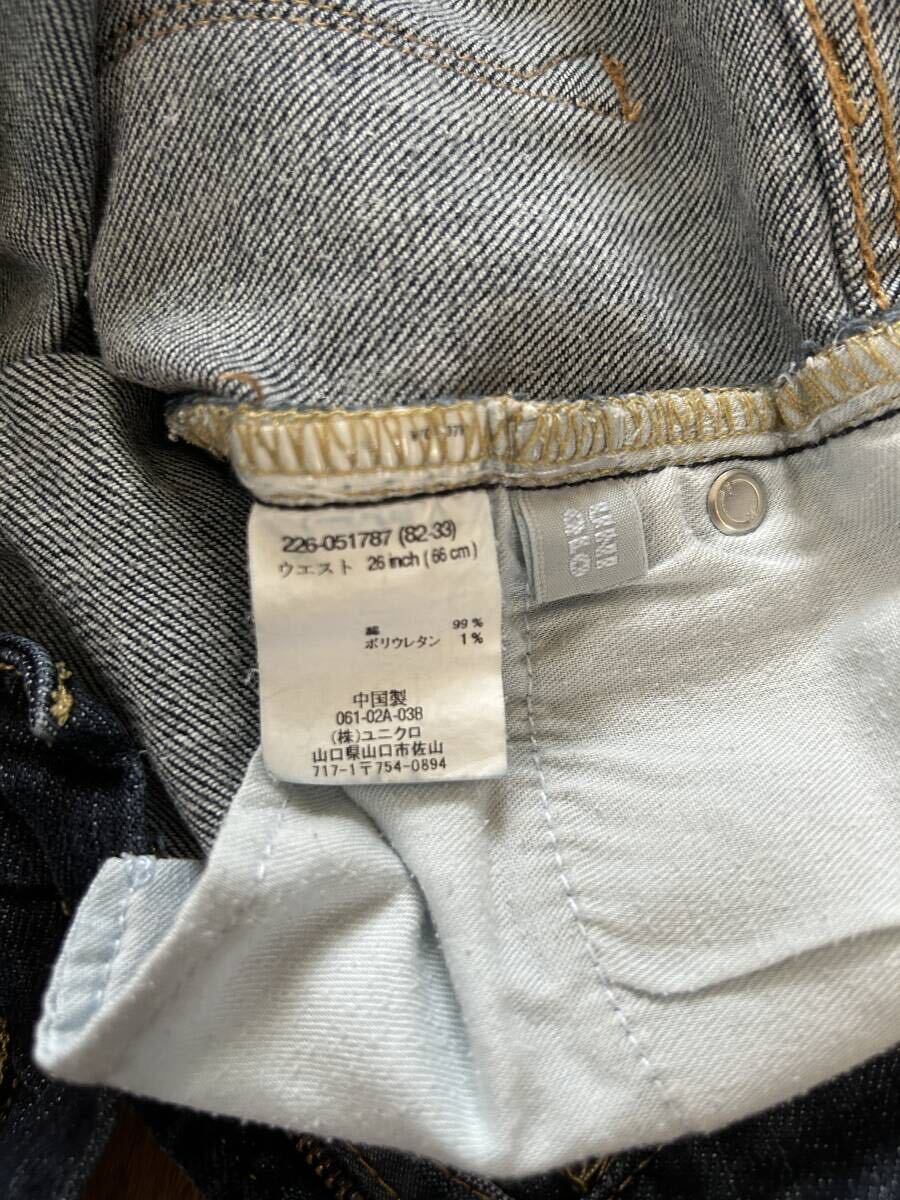 226-051787 (82-33)
ウエスト 26 inch (66 cm)
綿 99%
ポリウレタン 1%
中国製
061-02A-03B
(株)ユニクロ
山口県山口市佐山
717-1〒754-0894